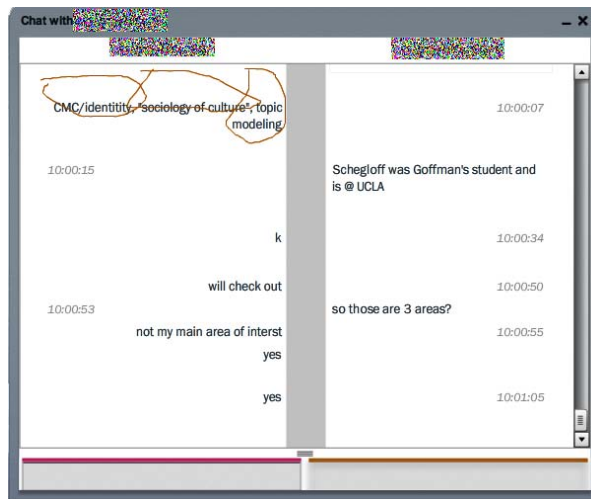 Chat with
CMC/identitity, "sociology of culture", topic
modeling
10:00:07
10:00:15
Schegloff was Goffman's student and
is @ UCLA
k
10:00:34
will check out
10:00:50
10:00:53
so those are 3 areas?
not my main area of interst
10:00:55
yes
yes
10:01:05